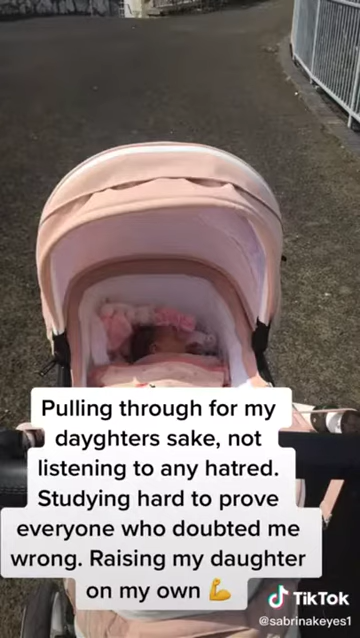 Pulling through for my
dayghters sake, not
listening to any hatred.
Studying hard to prove
everyone who doubted me
wrong. Raising my daughter
on my own 💪
TikTok
@sabrinakeyes1